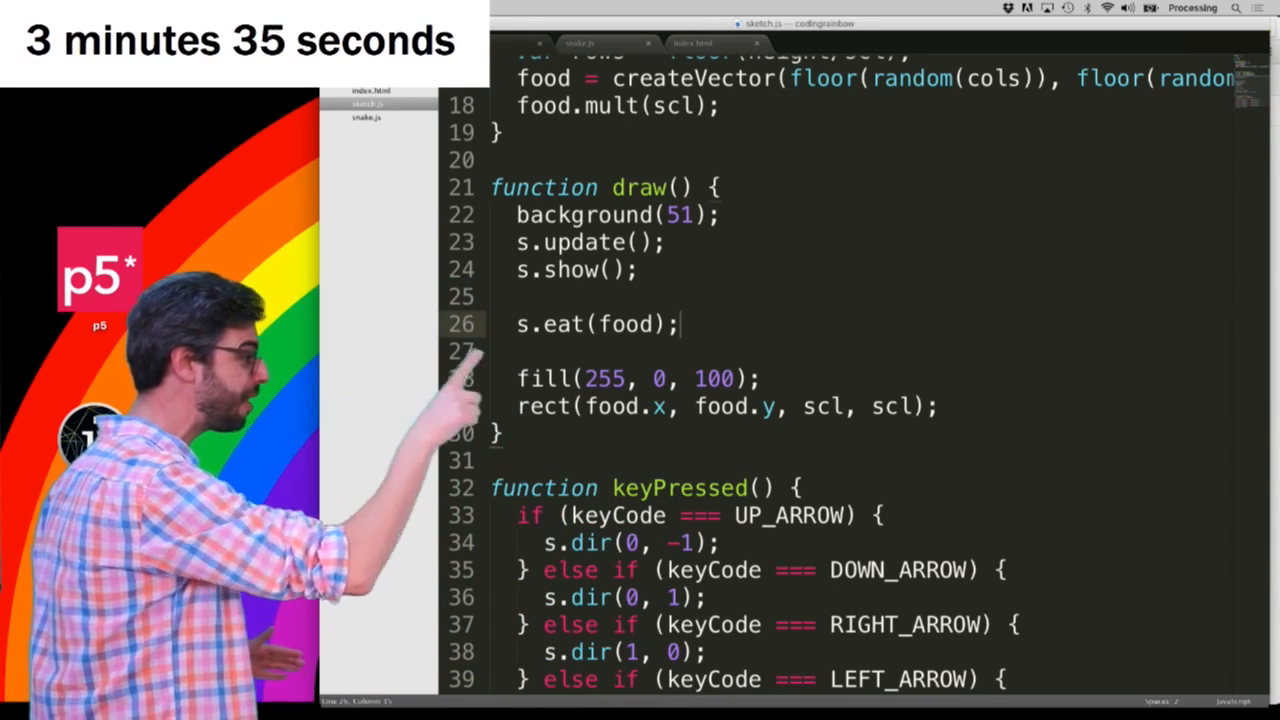 3 minutes 35 seconds
Processing
sketch.js — codingrainbow
snake.js
index.html
index.html
sketch.js
snake.js
p5*
p5
food = createVector(floor(random(cols)), floor(random
18 food.mult(scl);
19 }
20
21 function draw() {
22 background(51);
23 s.update();
24 s.show();
25
26 s.eat(food);
27
fill(255, 0, 100);
rect(food.x, food.y, scl, scl);
30 }
31
32 function keyPressed() {
33 if (keyCode === UP_ARROW) {
34 s.dir(0, -1);
35 } else if (keyCode === DOWN_ARROW) {
36 s.dir(0, 1);
37 } else if (keyCode === RIGHT_ARROW) {
38 s.dir(1, 0);
39 } else if (keyCode === LEFT_ARROW) {
Line 26, Column 15
Spaces: 2
JavaScript